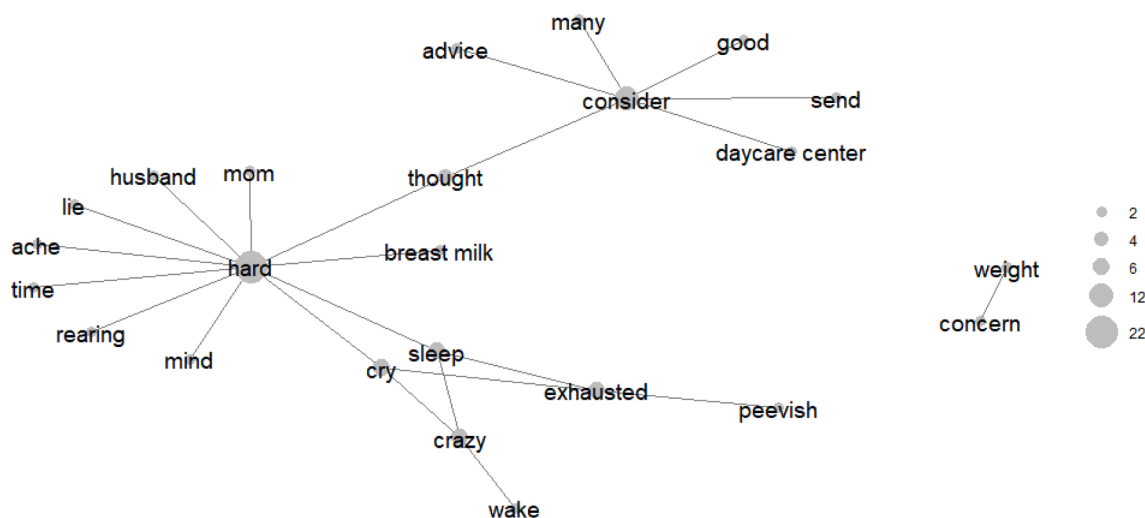 many
advice
good
consider
send
daycare center
husband
mom
thought
lie
ache
hard
breast milk
time
weight
concern
rearing
mind
sleep
cry
exhausted
peevish
crazy
wake
2
4
6
12
22